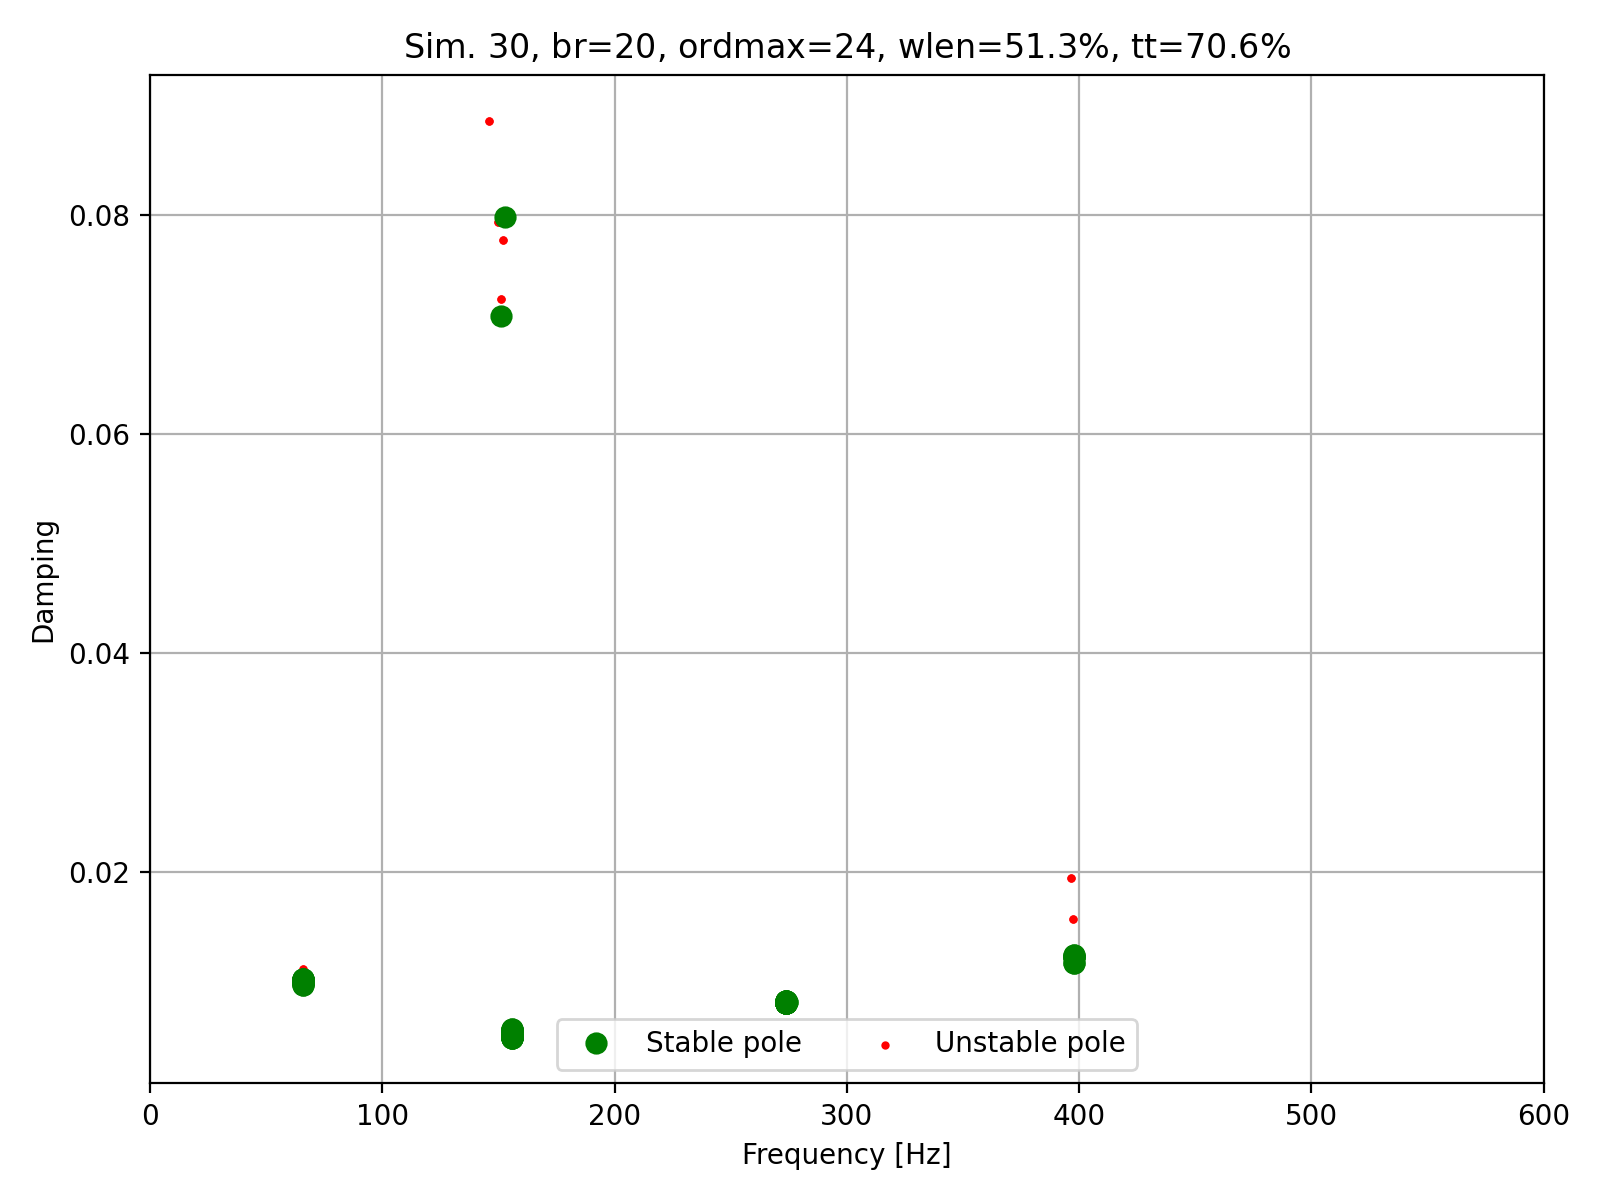 Sim. 30, br=20, ordmax=24, wlen=51.3%, tt=70.6%
0.08
0.06
0.04
0.02
Damping
Stable pole
Unstable pole
0 100 200 300 400 500 600
Frequency [Hz]